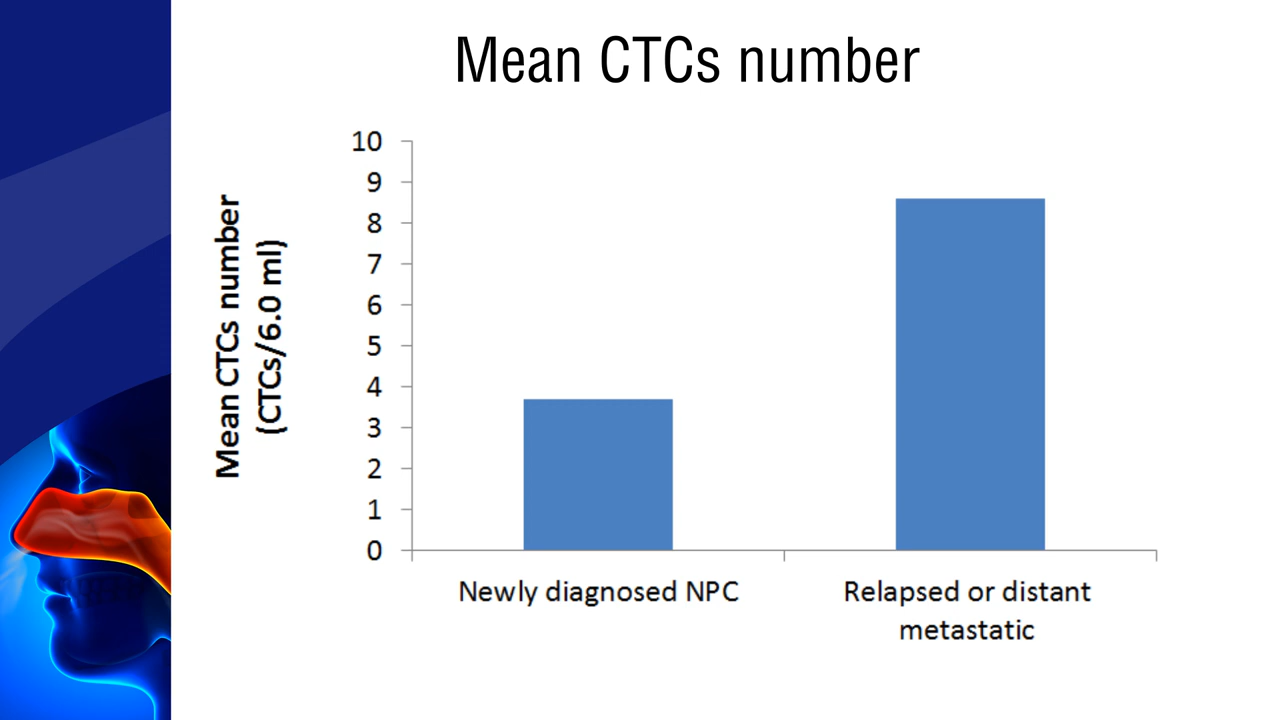 Mean CTCs number
Mean CTCs number
(CTCs/6.0 ml)
10
9
8
7
6
5
4
3
2
1
0
Newly diagnosed NPC
Relapsed or distant
metastatic